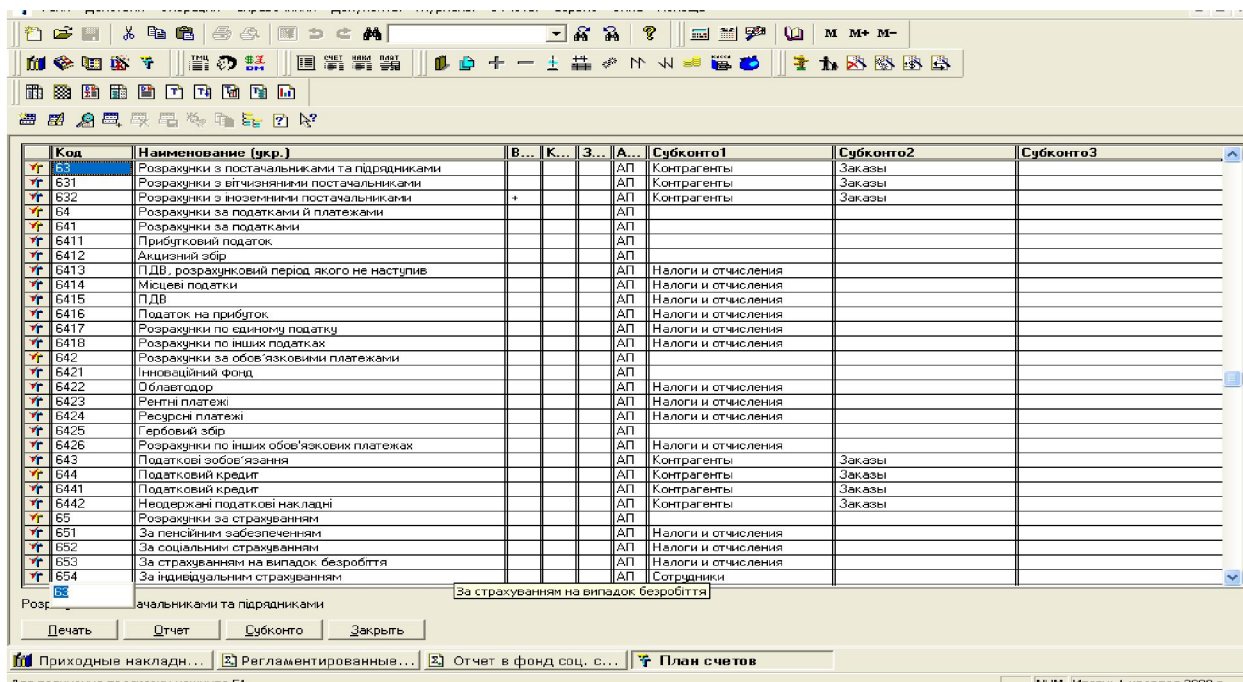 M M+ M-
Код Наименование (укр.) В... К... З... А... Субконто1 Субконто2 Субконто3
63 Розрахунки з постачальниками та підрядниками АП Контрагенты Заказы
631 Розрахунки з вітчизняними постачальниками АП Контрагенты Заказы
632 Розрахунки з іноземними постачальниками + АП Контрагенты Заказы
64 Розрахунки за податками й платежами АП
641 Розрахунки за податками АП
6411 Прибутковий податок АП
6412 Акцизний збір АП
6413 ПДВ, розрахунковий період якого не наступив АП Налоги и отчисления
6414 Місцеві податки АП Налоги и отчисления
6415 ПДВ АП Налоги и отчисления
6416 Податок на прибуток АП Налоги и отчисления
6417 Розрахунки по єдиному податку АП Налоги и отчисления
6418 Розрахунки по інших податках АП Налоги и отчисления
642 Розрахунки за обов'язковими платежами АП
6421 Інноваційний фонд АП
6422 Облавтодор АП Налоги и отчисления
6423 Рентні платежі АП Налоги и отчисления
6424 Ресурсні платежі АП Налоги и отчисления
6425 Гербовий збір АП
6426 Розрахунки по інших обов'язкових платежах АП Налоги и отчисления
643 Податкові зобов'язання АП Контрагенты Заказы
644 Податковий кредит АП Контрагенты Заказы
6441 Податковий кредит АП Контрагенты Заказы
6442 Неодержані податкові накладні АП Контрагенты Заказы
65 Розрахунки за страхуванням АП
651 За пенсійним забезпеченням АП Налоги и отчисления
652 За соціальним страхуванням АП Налоги и отчисления
653 За страхуванням на випадок безробіття АП Налоги и отчисления
654 За індивідуальним страхуванням АП Сотрудники
63 За страхуванням на випадок безробіття
ачальниками та підрядниками
Печать Отчет Субконто Закрыть
Приходные накладн... Регламентированные... Отчет в фонд соц. с... План счетов